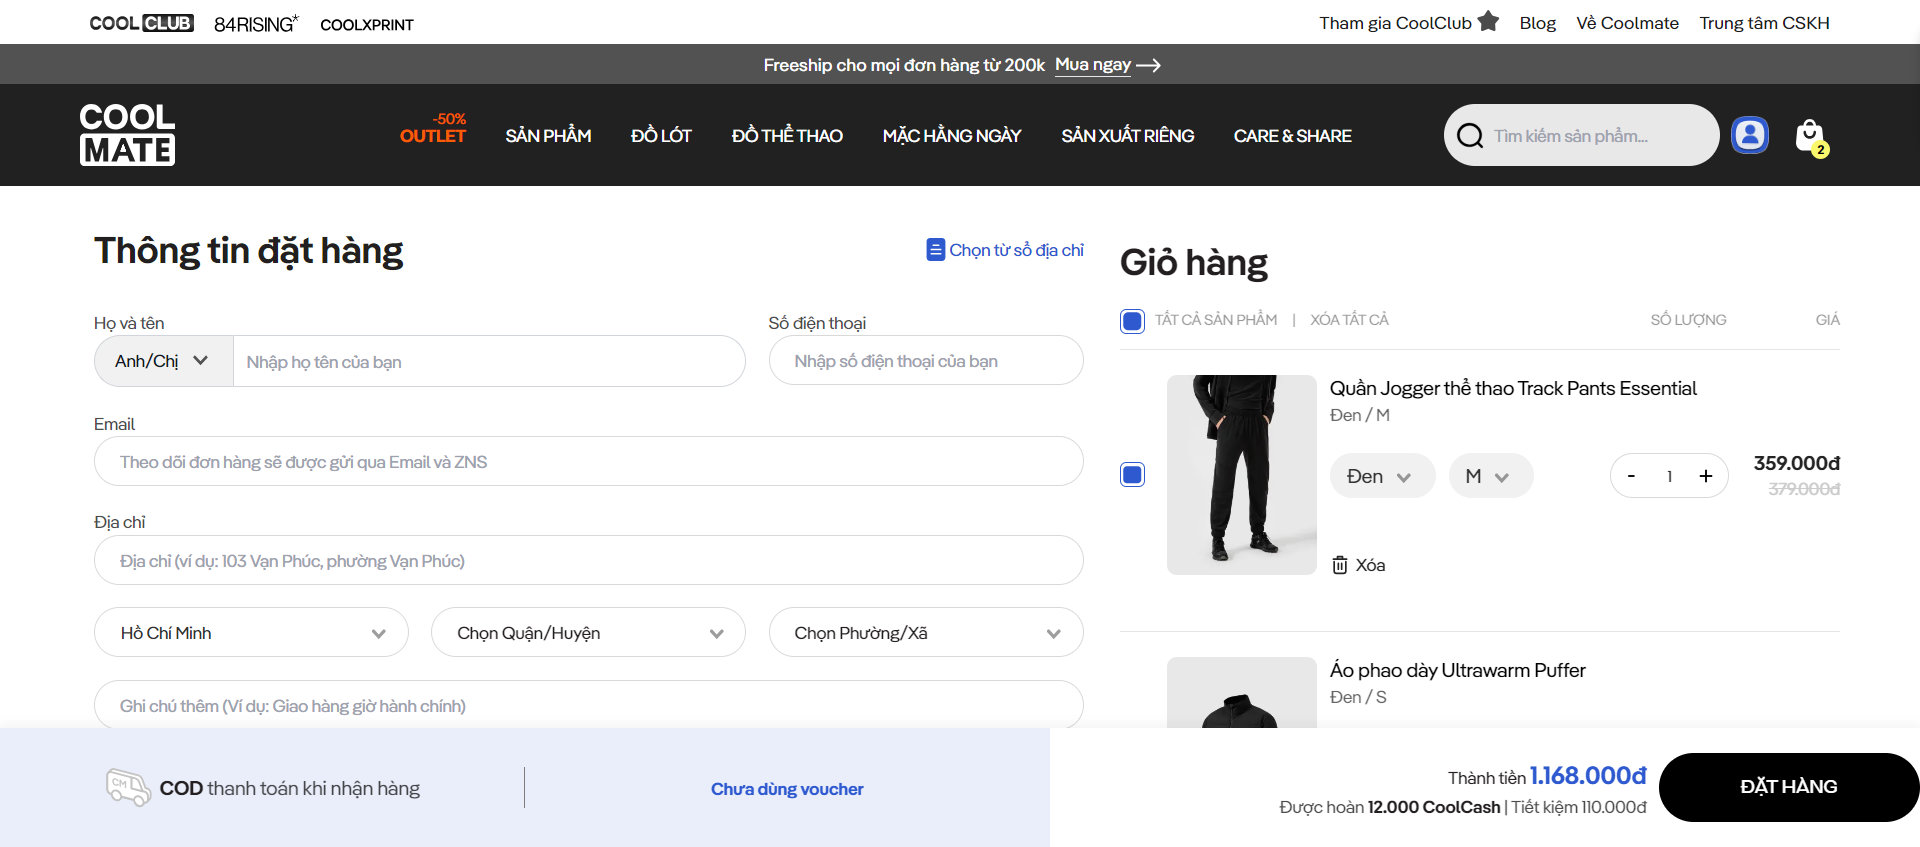 COOL CLUB 84RISING* COOLXPRINT Tham gia CoolClub Blog Về Coolmate Trung tâm CSKH
Freeship cho mọi đơn hàng từ 200k Mua ngay
COOL
MATE
-50%
OUTLET SẢN PHẨM ĐỒ LÓT ĐỒ THỂ THAO MẶC HẰNG NGÀY SẢN XUẤT RIÊNG CARE & SHARE Tìm kiếm sản phẩm... 2
Thông tin đặt hàng Chọn từ sổ địa chỉ
Họ và tên Số điện thoại
Anh/Chị Nhập họ tên của bạn Nhập số điện thoại của bạn
Email
Theo dõi đơn hàng sẽ được gửi qua Email và ZNS
Địa chỉ
Địa chỉ (ví dụ: 103 Vạn Phúc, phường Vạn Phúc)
Hồ Chí Minh Chọn Quận/Huyện Chọn Phường/Xã
Ghi chú thêm (Ví dụ: Giao hàng giờ hành chính)
Giỏ hàng
TẤT CẢ SẢN PHẨM | XÓA TẤT CẢ SỐ LƯỢNG GIÁ
Quần Jogger thể thao Track Pants Essential
Đen / M
Đen M - 1 + 359.000đ
379.000đ
Xóa
Áo phao dày Ultrawarm Puffer
Đen / S
CM COD thanh toán khi nhận hàng Chưa dùng voucher
Thành tiền 1.168.000đ
Được hoàn 12.000 CoolCash | Tiết kiệm 110.000đ
ĐẶT HÀNG